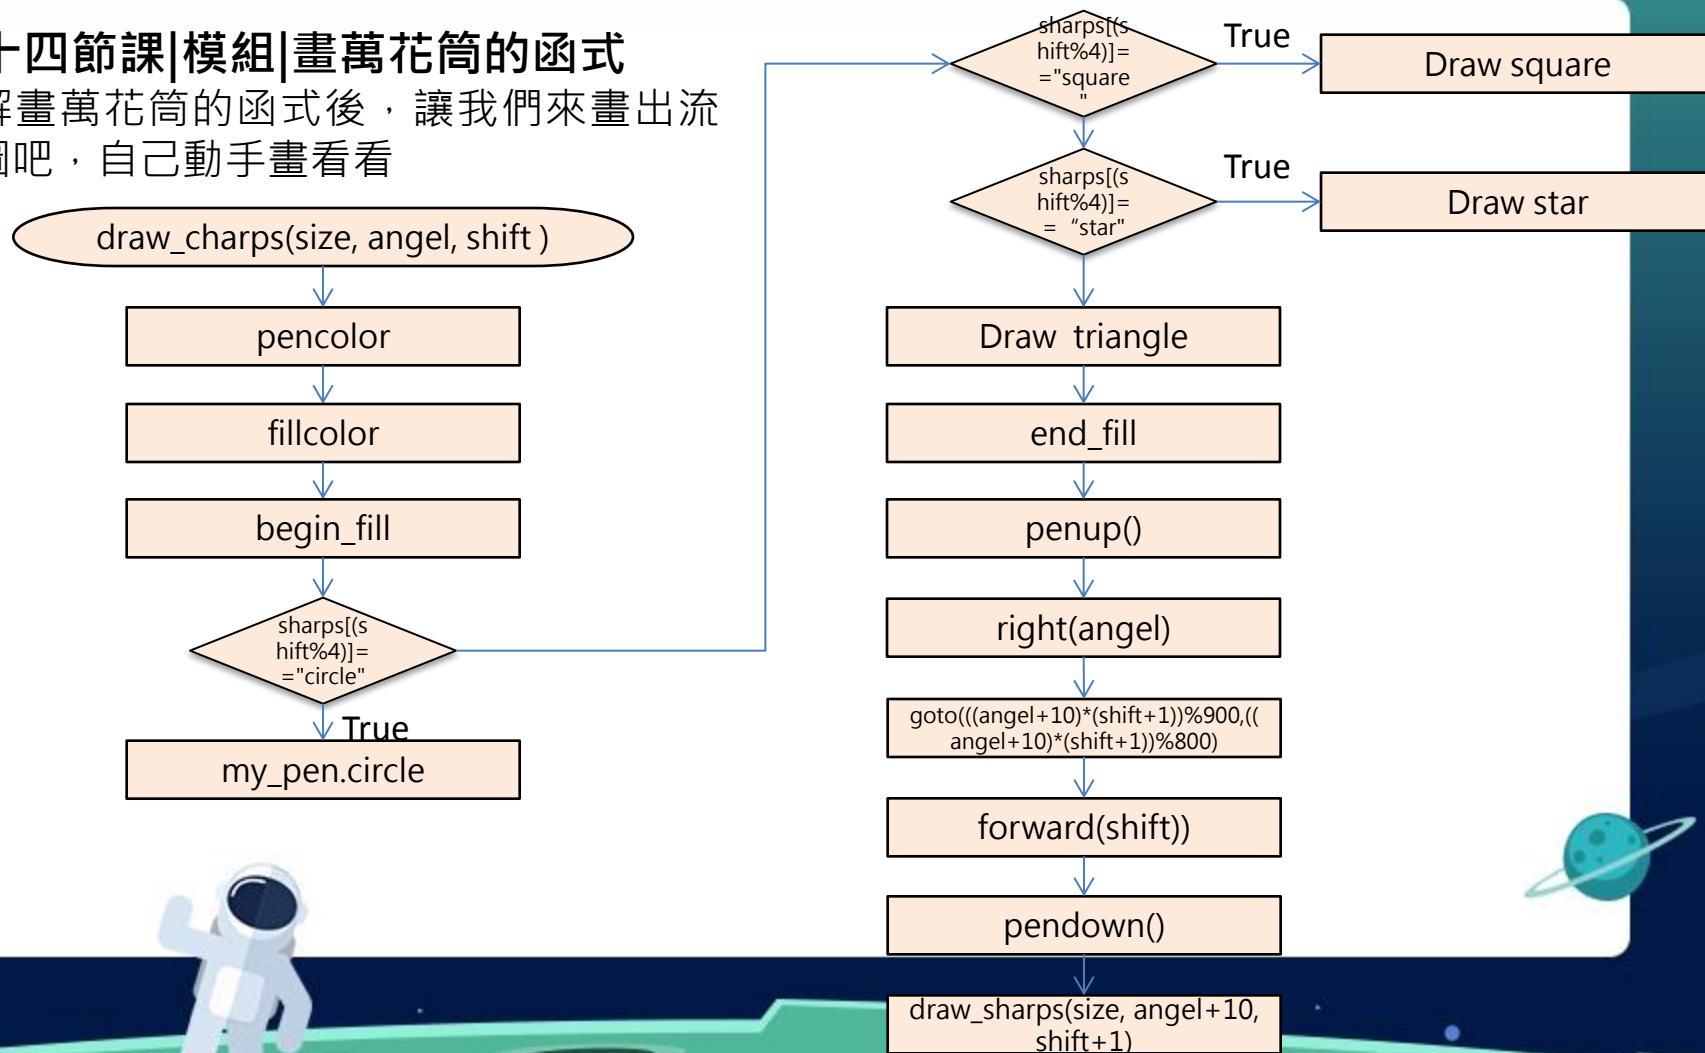 十四節課|模組|畫萬花筒的函式
解畫萬花筒的函式後，讓我們來畫出流
圖吧，自己動手畫看看
draw_charps(size, angel, shift )
pencolor
fillcolor
begin_fill
sharps[(s
hift%4)]=
="circle"
True
my_pen.circle
sharps[(s
hift%4)]=
="square
"
True
Draw square
sharps[(s
hift%4)]=
= “star"
True
Draw star
Draw  triangle
end_fill
penup()
right(angel)
goto(((angel+10)*(shift+1))%900,((
angel+10)*(shift+1))%800)
forward(shift))
pendown()
draw_sharps(size, angel+10,
shift+1)